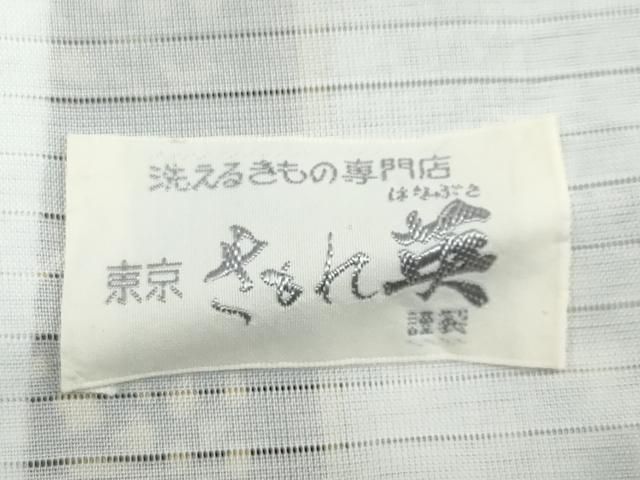 洗えるきもの専門店
はなぶさ
東京 きもれ英
謹製